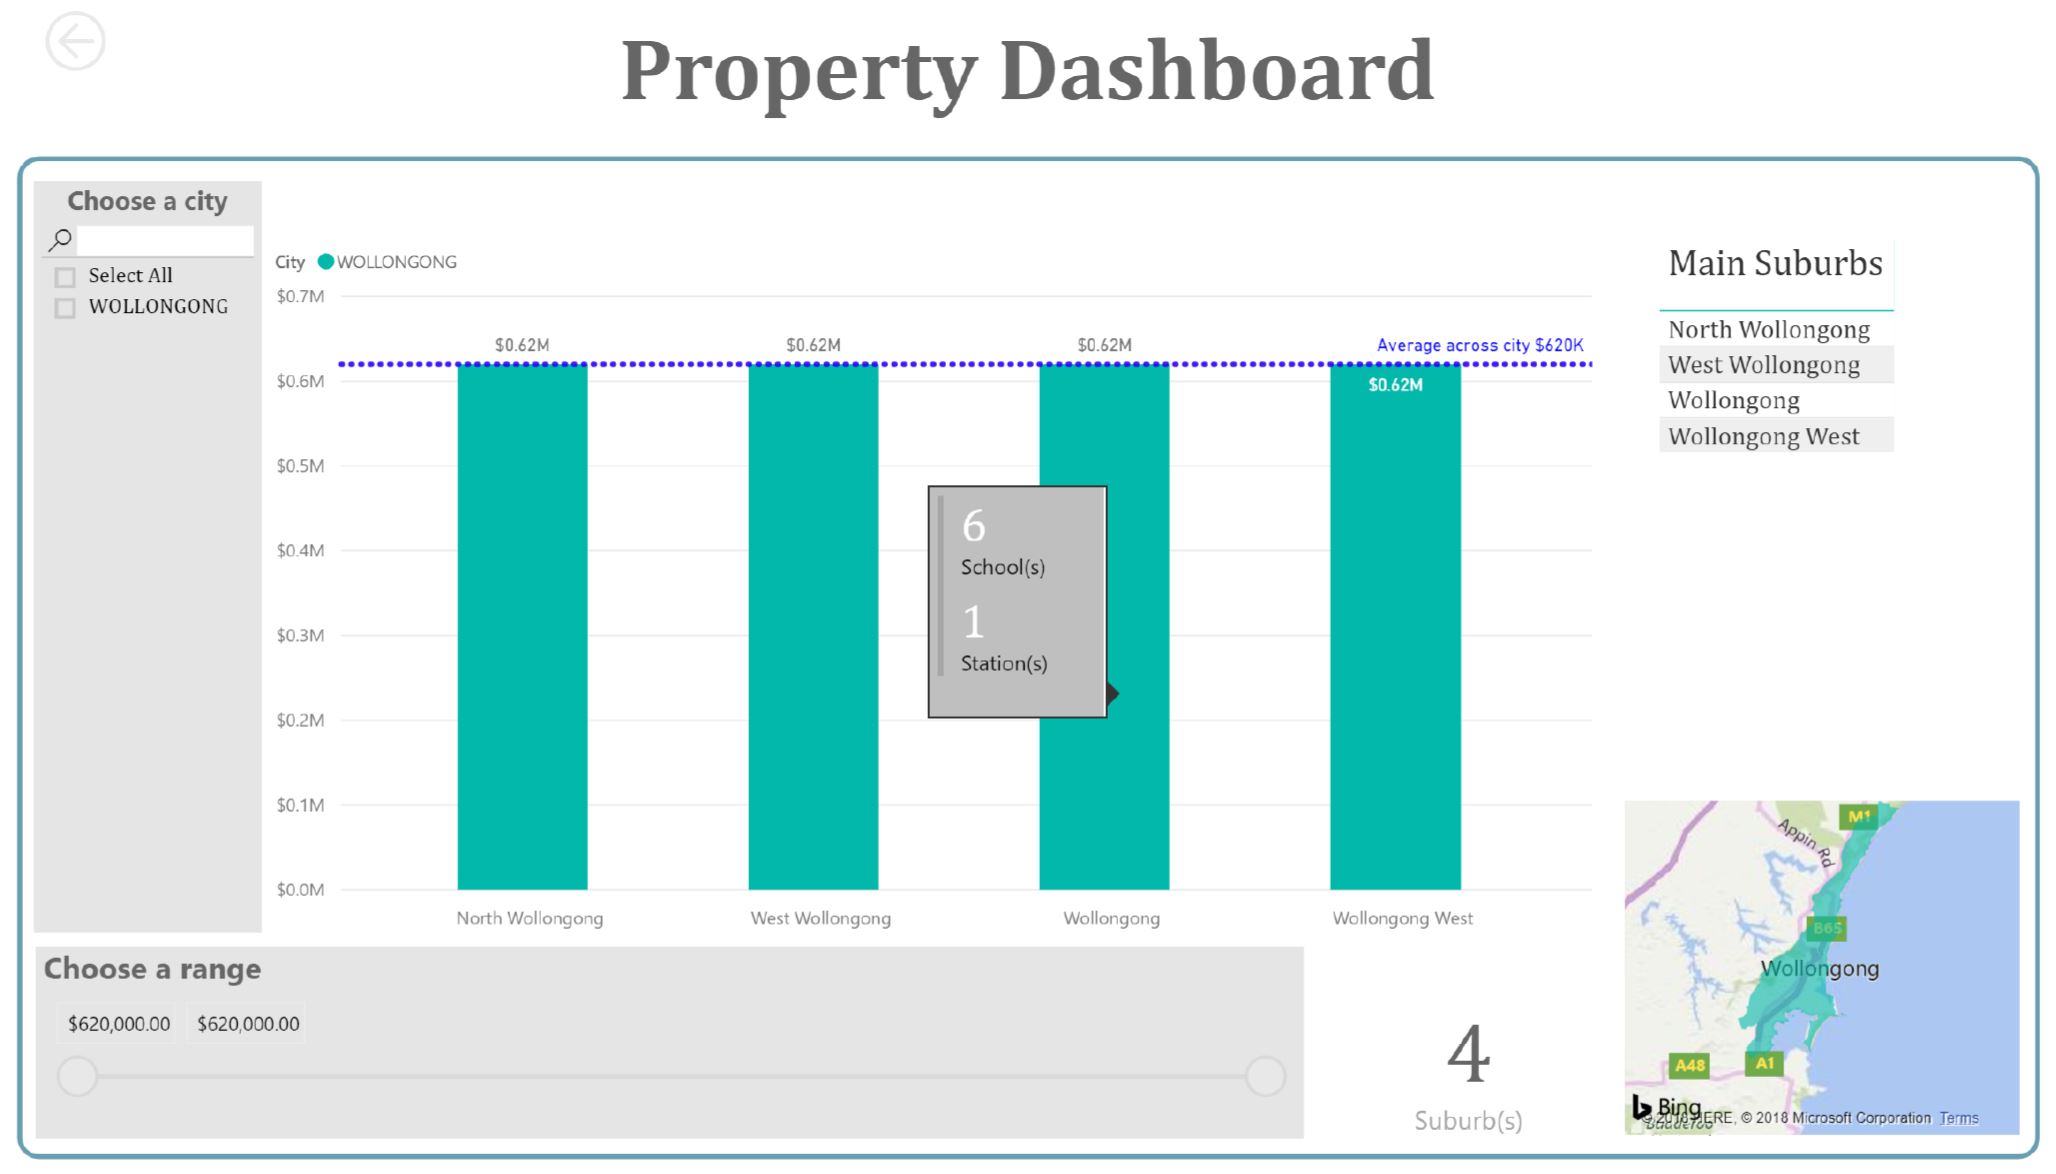 Property Dashboard
Choose a city
Select All
WOLLONGONG
City WOLLONGONG
$0.7M
$0.6M
$0.5M
$0.4M
$0.3M
$0.2M
$0.1M
$0.0M
$0.62M
$0.62M
$0.62M
Average across city $620K
$0.62M
6
School(s)
1
Station(s)
North Wollongong
West Wollongong
Wollongong
Wollongong West
Main Suburbs
North Wollongong
West Wollongong
Wollongong
Wollongong West
Choose a range
$620,000.00 $620,000.00
4
Suburb(s)
M1
Appin Rd
B65
Wollongong
A48
A1
Bing
© 2018 HERE, © 2018 Microsoft Corporation Terms